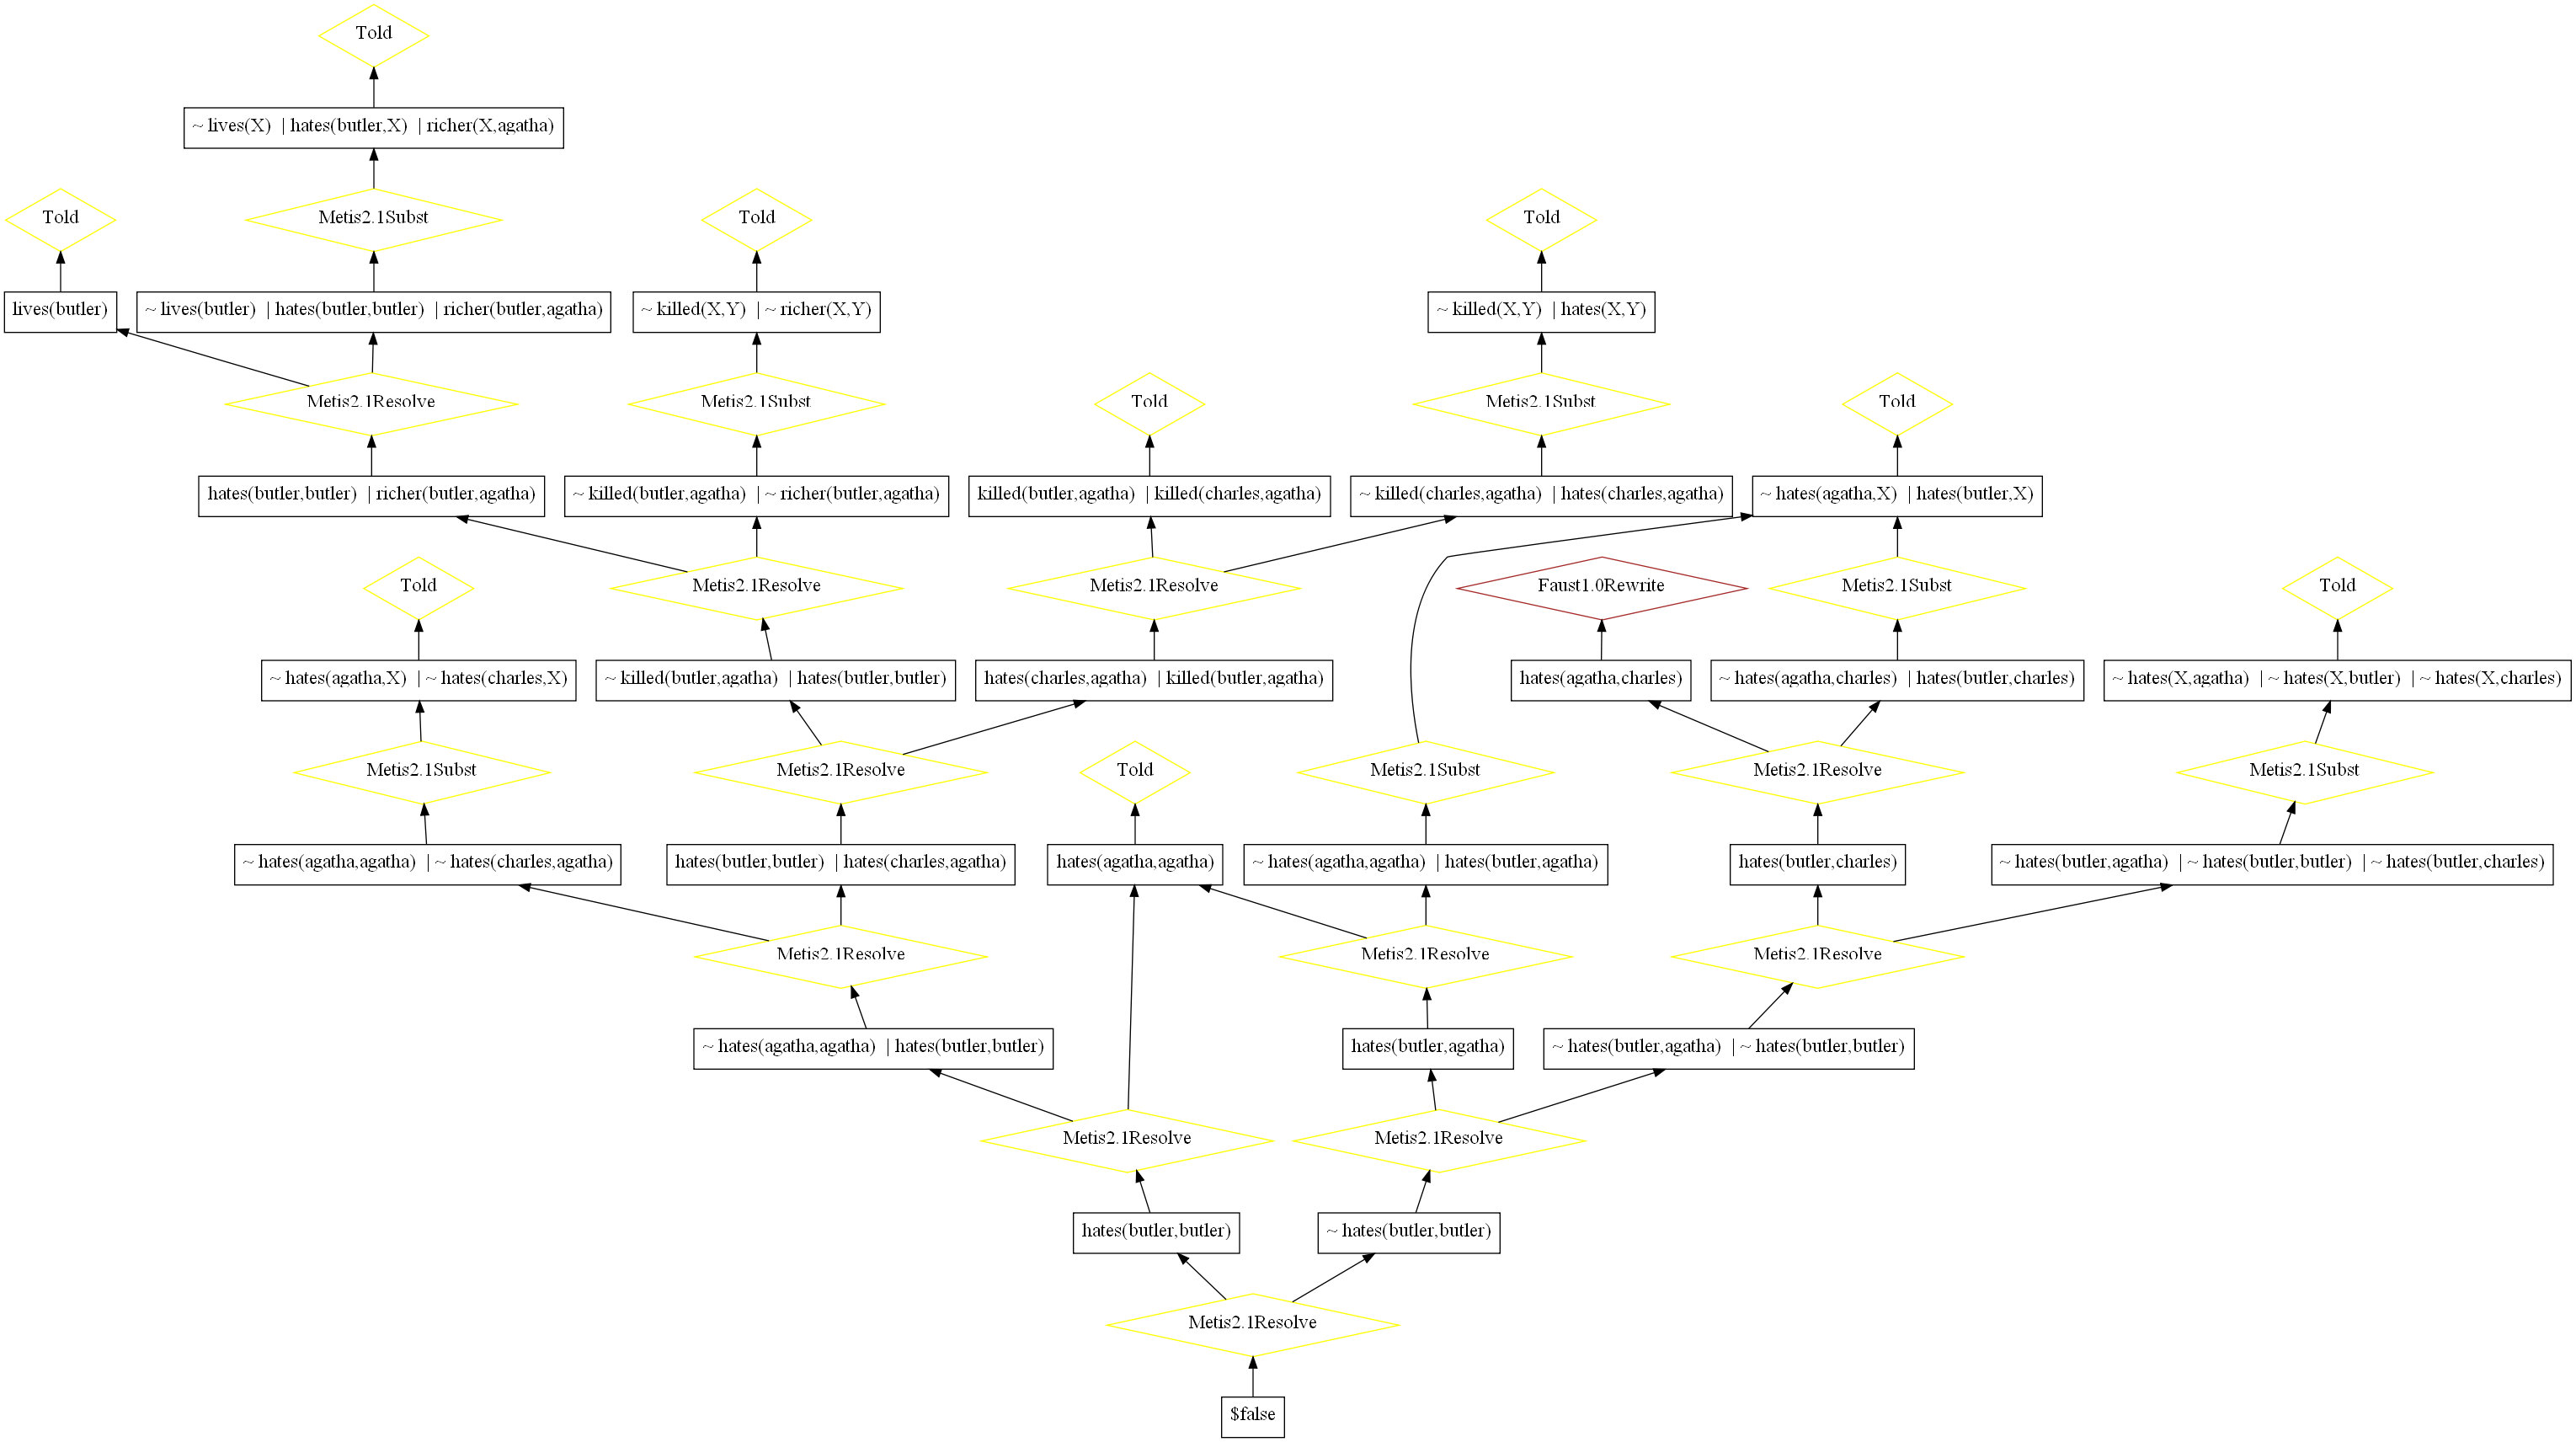 Told
~ lives(X) | hates(butler,X) | richer(X,agatha)
Told
Metis2.1Subst
Told
Told
lives(butler)
~ lives(butler) | hates(butler,butler) | richer(butler,agatha)
~ killed(X,Y) | ~ richer(X,Y)
~ killed(X,Y) | hates(X,Y)
Metis2.1Resolve
Metis2.1Subst
Told
Metis2.1Subst
Told
hates(butler,butler) | richer(butler,agatha)
~ killed(butler,agatha) | ~ richer(butler,agatha)
killed(butler,agatha) | killed(charles,agatha)
~ killed(charles,agatha) | hates(charles,agatha)
~ hates(agatha,X) | hates(butler,X)
Told
Metis2.1Resolve
Metis2.1Resolve
Faust1.0Rewrite
Metis2.1Subst
Told
~ hates(agatha,X) | ~ hates(charles,X)
~ killed(butler,agatha) | hates(butler,butler)
hates(charles,agatha) | killed(butler,agatha)
hates(agatha,charles)
~ hates(agatha,charles) | hates(butler,charles)
~ hates(X,agatha) | ~ hates(X,butler) | ~ hates(X,charles)
Metis2.1Subst
Metis2.1Resolve
Told
Metis2.1Subst
Metis2.1Resolve
Metis2.1Subst
~ hates(agatha,agatha) | ~ hates(charles,agatha)
hates(butler,butler) | hates(charles,agatha)
hates(agatha,agatha)
~ hates(agatha,agatha) | hates(butler,agatha)
hates(butler,charles)
~ hates(butler,agatha) | ~ hates(butler,butler) | ~ hates(butler,charles)
Metis2.1Resolve
Metis2.1Resolve
Metis2.1Resolve
~ hates(agatha,agatha) | hates(butler,butler)
hates(butler,agatha)
~ hates(butler,agatha) | ~ hates(butler,butler)
Metis2.1Resolve
Metis2.1Resolve
hates(butler,butler)
~ hates(butler,butler)
Metis2.1Resolve
$false